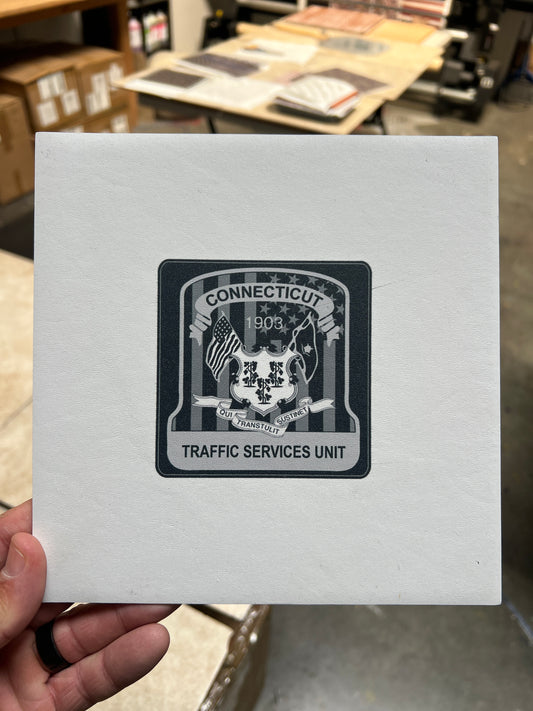 CONNECTICUT
1903
QUI TRANSTULIT SUSTINET
TRAFFIC SERVICES UNIT